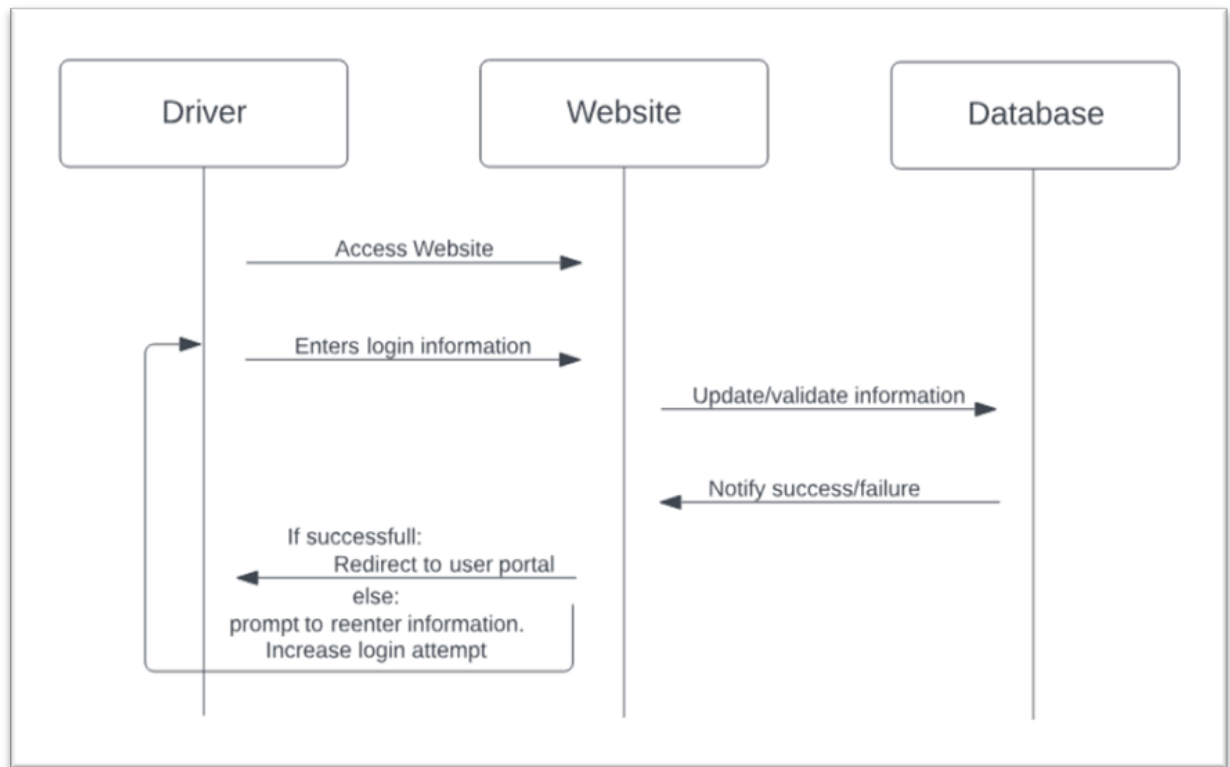 Driver
Website
Database
Access Website
Enters login information
Update/validate information
Notify success/failure
If successfull:
Redirect to user portal
else:
prompt to reenter information.
Increase login attempt